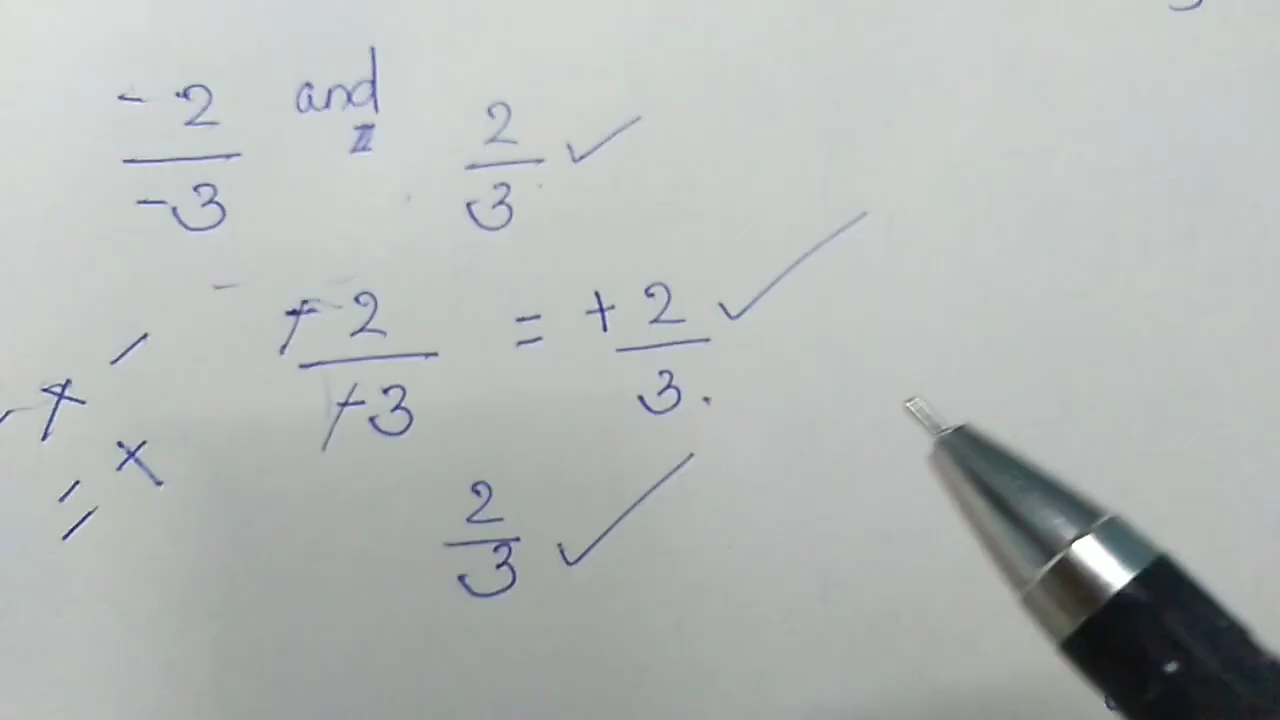 -2/-3 and 2/3 ✓
-2/-3 = +2/3. ✓
2/3 ✓